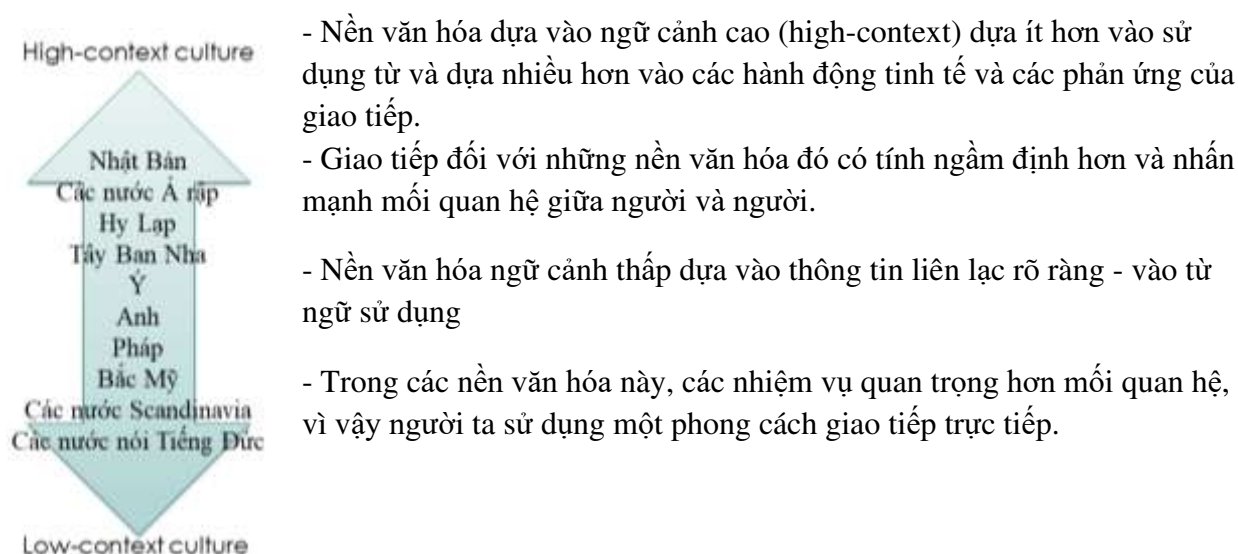 High-context culture
Nhật Bản
Các nước Ả rập
Hy Lạp
Tây Ban Nha
Ý
Anh
Pháp
Bắc Mỹ
Các nước Scandinavia
Các nước nói Tiếng Đức
Low-context culture
- Nền văn hóa dựa vào ngữ cảnh cao (high-context) dựa ít hơn vào sử
dụng từ và dựa nhiều hơn vào các hành động tinh tế và các phản ứng của
giao tiếp.
- Giao tiếp đối với những nền văn hóa đó có tính ngầm định hơn và nhấn
mạnh mối quan hệ giữa người và người.
- Nền văn hóa ngữ cảnh thấp dựa vào thông tin liên lạc rõ ràng - vào từ
ngữ sử dụng
- Trong các nền văn hóa này, các nhiệm vụ quan trọng hơn mối quan hệ,
vì vậy người ta sử dụng một phong cách giao tiếp trực tiếp.